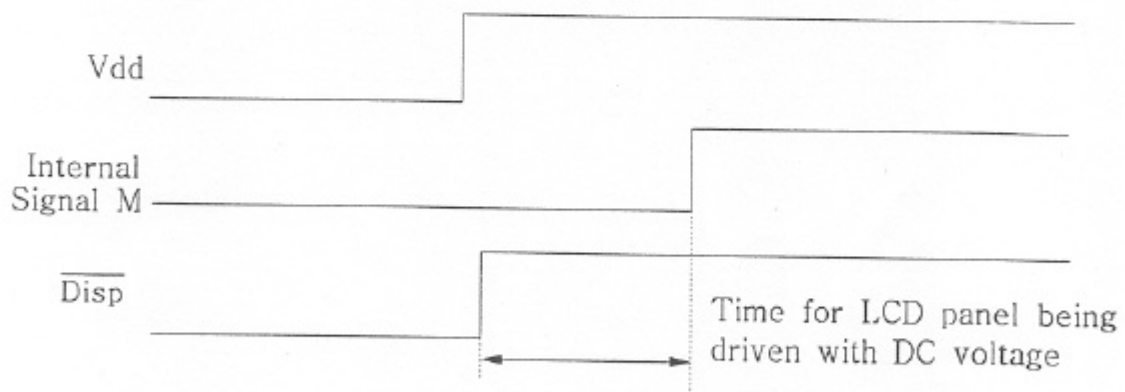 Vdd
Internal
Signal M
Disp
Time for LCD panel being
driven with DC voltage